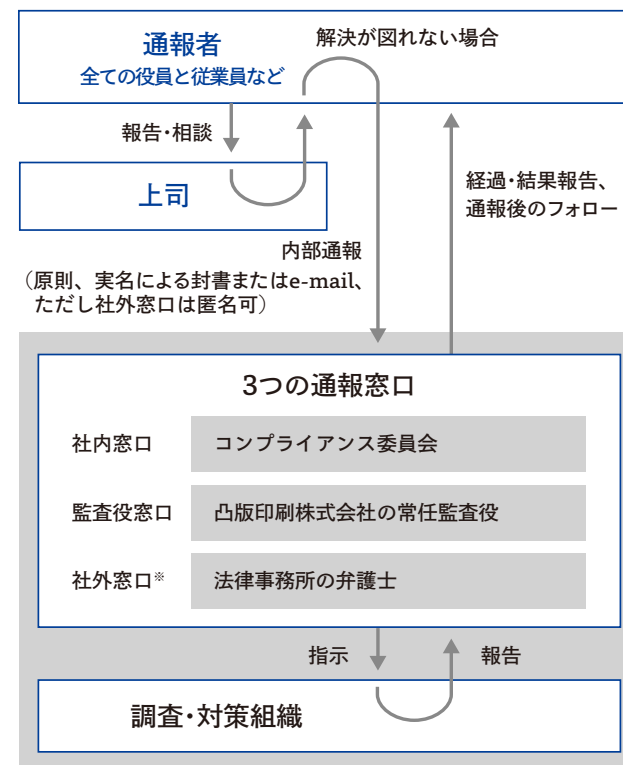 通報者
全ての役員と従業員など
解決が図れない場合
報告・相談
上司
経過・結果報告、
通報後のフォロー
内部通報
（原則、実名による封書またはe-mail、
ただし社外窓口は匿名可）
3つの通報窓口
社内窓口 コンプライアンス委員会
監査役窓口 凸版印刷株式会社の常任監査役
社外窓口※ 法律事務所の弁護士
指示
報告
調査・対策組織